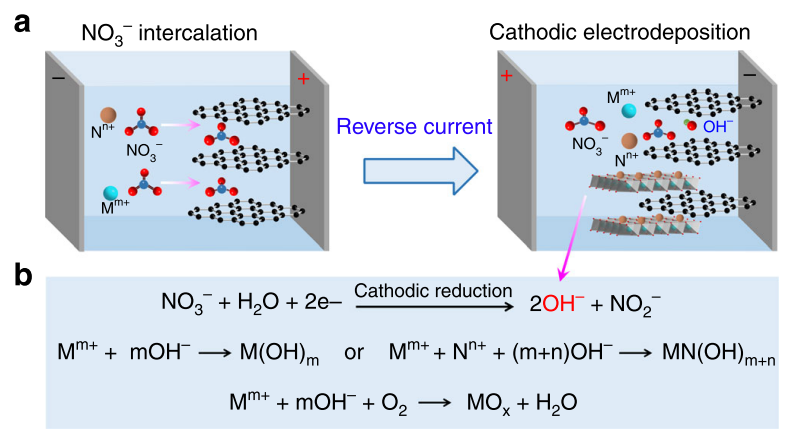 a
NO₃⁻ intercalation
Cathodic electrodeposition
−
+
+
−
Nⁿ⁺
NO₃⁻
Mᵐ⁺
Reverse current
Mᵐ⁺
NO₃⁻
Nⁿ⁺
OH⁻
b
NO₃⁻ + H₂O + 2e– Cathodic reduction → 2OH⁻ + NO₂⁻
Mᵐ⁺ + mOH⁻ → M(OH)ₘ or Mᵐ⁺ + Nⁿ⁺ + (m+n)OH⁻ → MN(OH)ₘ₊ₙ
Mᵐ⁺ + mOH⁻ + O₂ → MOₓ + H₂O